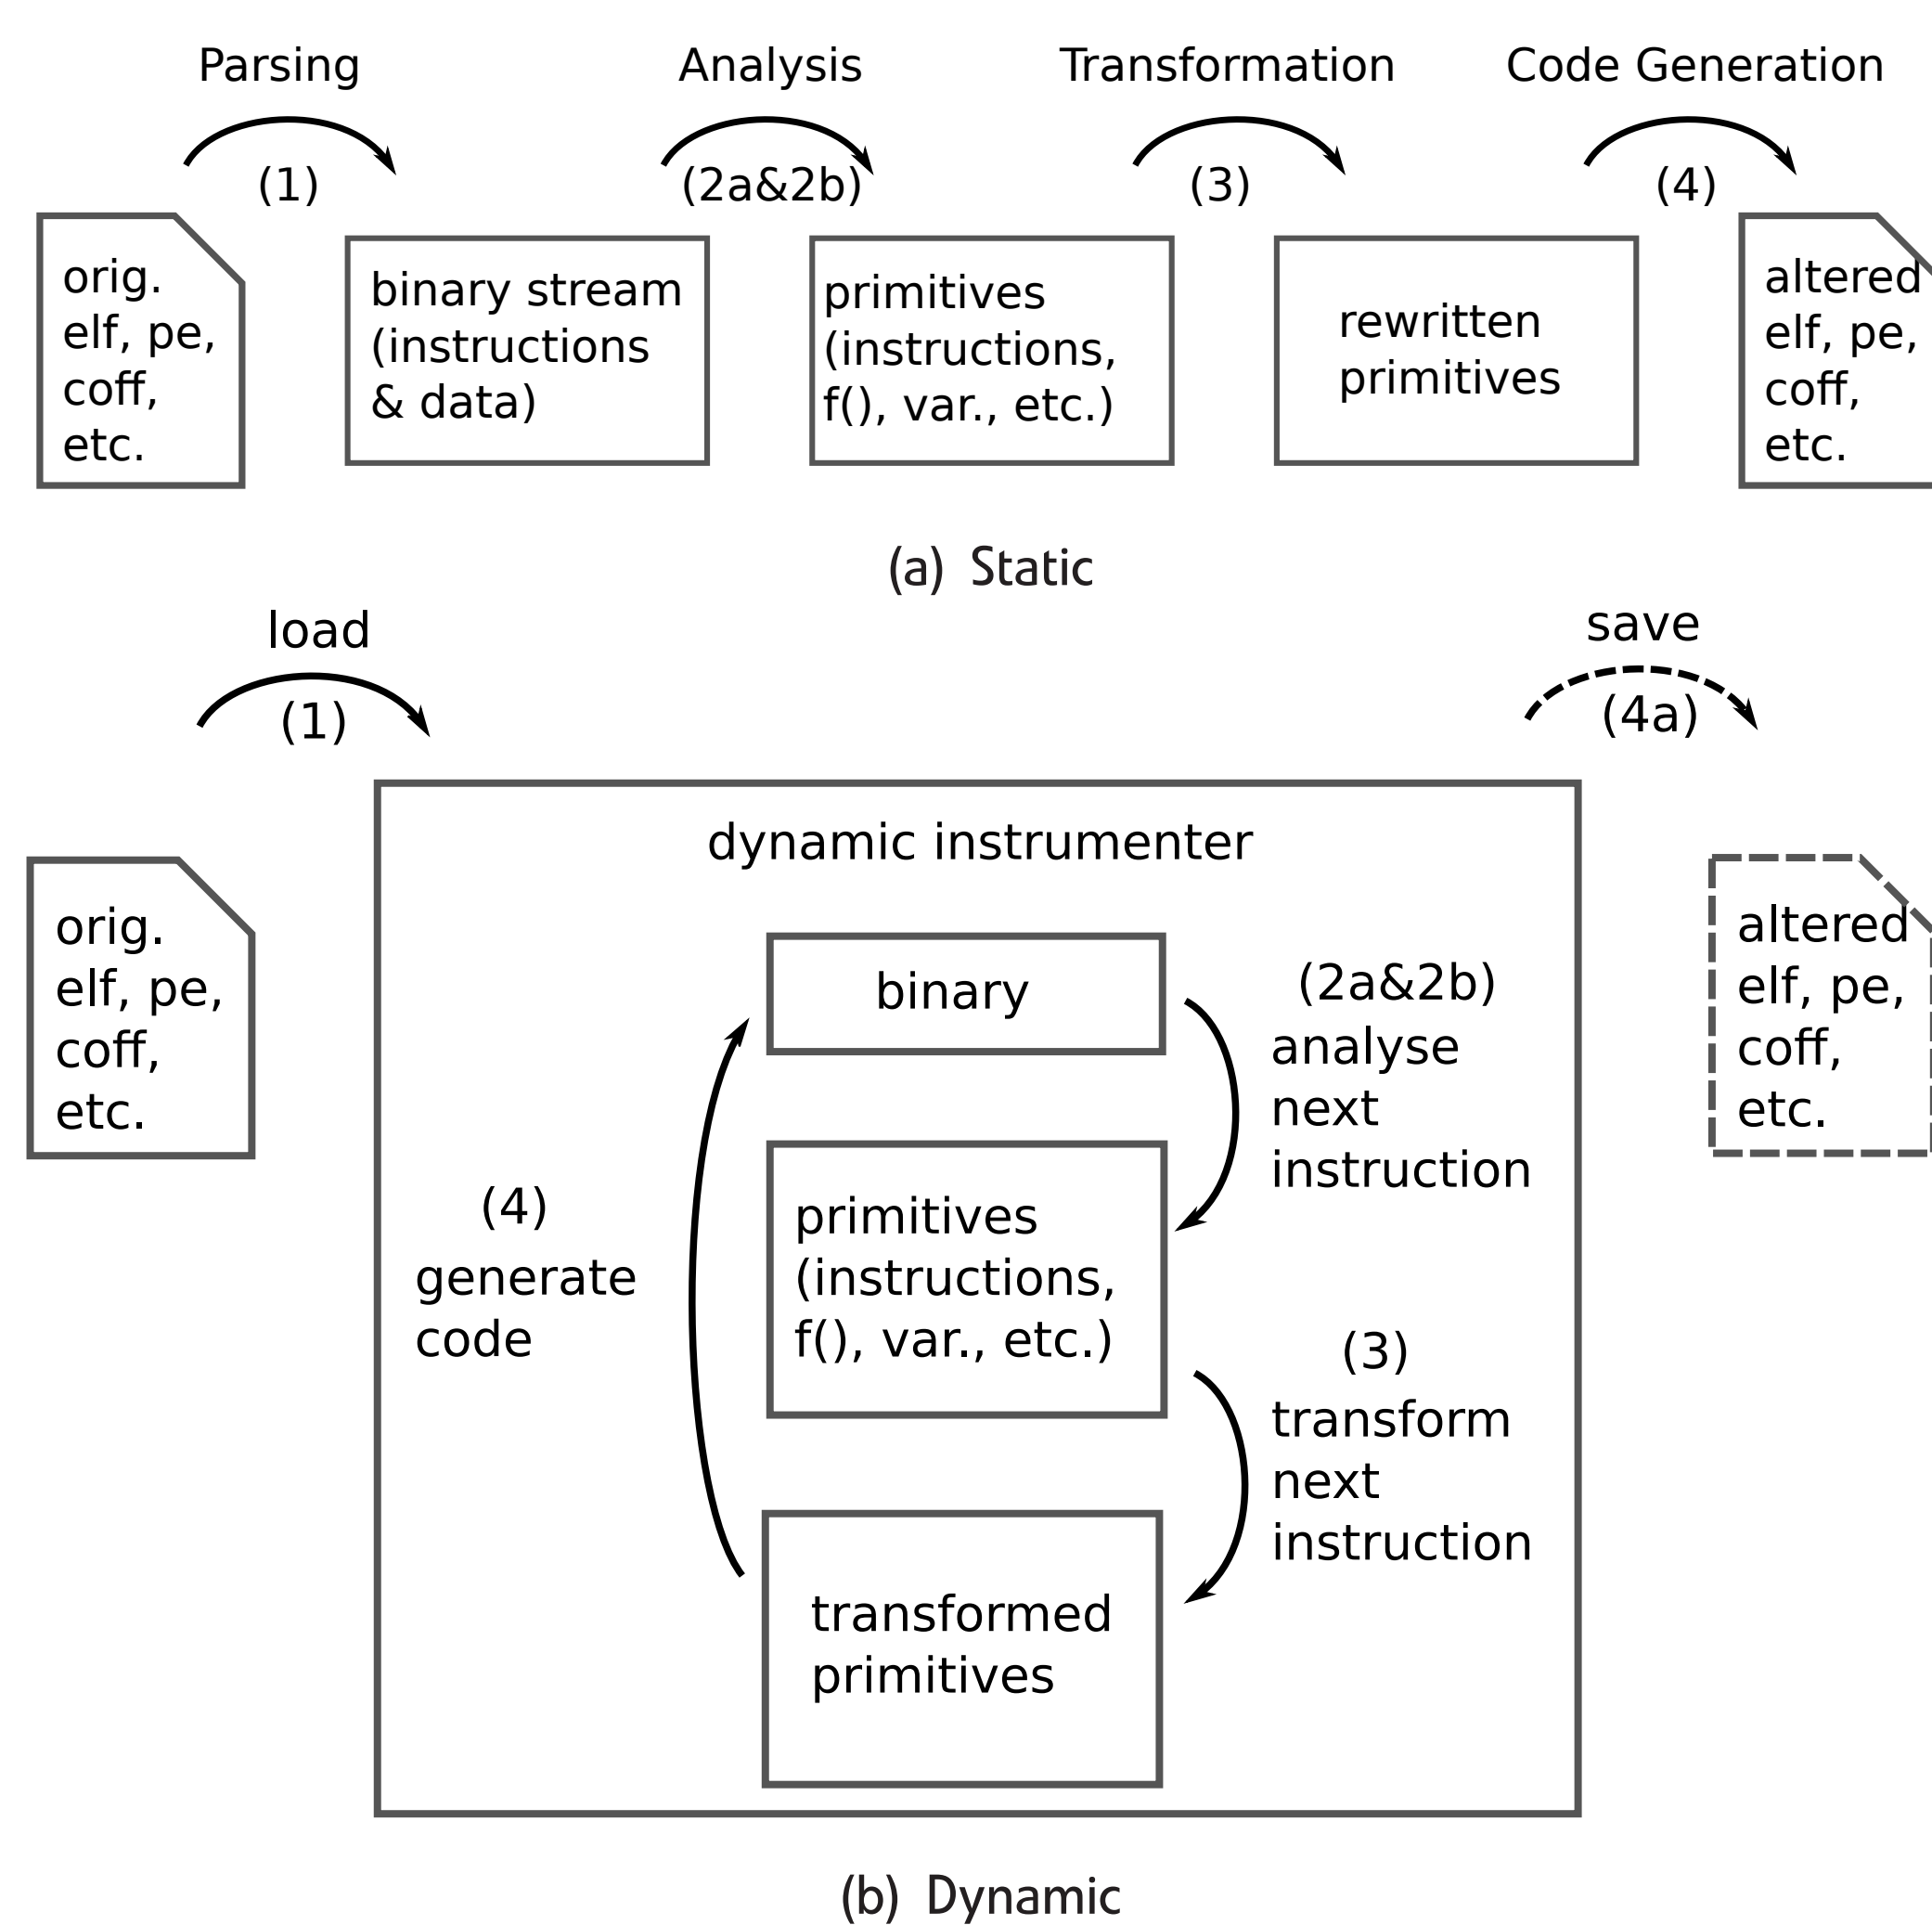 Parsing
Analysis
Transformation
Code Generation
(1)
(2a&2b)
(3)
(4)
orig.
elf, pe,
coff,
etc.
binary stream
(instructions
& data)
primitives
(instructions,
f(), var., etc.)
rewritten
primitives
altered
elf, pe,
coff,
etc.
(a) Static
load
(1)
save
(4a)
orig.
elf, pe,
coff,
etc.
dynamic instrumenter
binary
(2a&2b)
analyse
next
instruction
primitives
(instructions,
f(), var., etc.)
(4)
generate
code
(3)
transform
next
instruction
transformed
primitives
altered
elf, pe,
coff,
etc.
(b) Dynamic